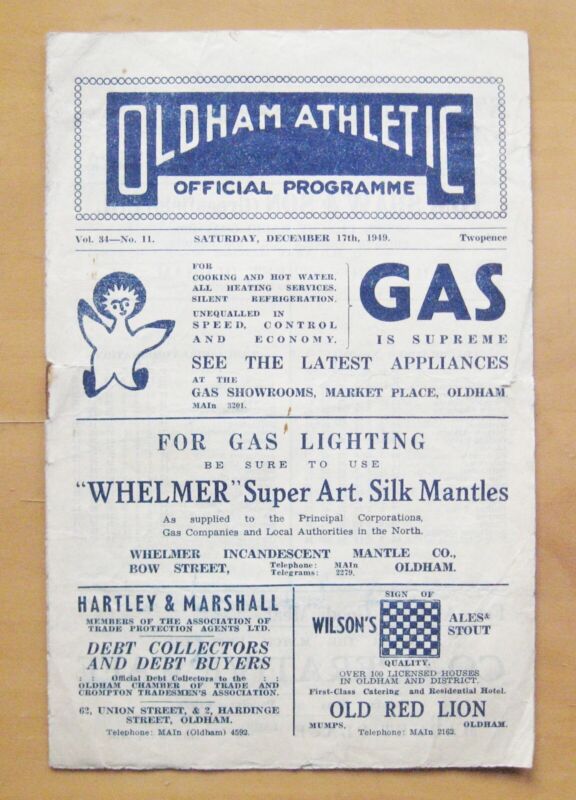 OLDHAM ATHLETIC
OFFICIAL PROGRAMME
Vol. 34—No. 11. SATURDAY, DECEMBER 17th, 1949. Twopence
FOR
COOKING AND HOT WATER,
ALL HEATING SERVICES,
SILENT REFRIGERATION.
UNEQUALLED IN
SPEED, CONTROL
AND ECONOMY.
GAS
IS SUPREME
SEE THE LATEST APPLIANCES
AT THE
GAS SHOWROOMS, MARKET PLACE, OLDHAM
MAIn 3201.
FOR GAS LIGHTING
BE SURE TO USE
"WHELMER" Super Art. Silk Mantles
As supplied to the Principal Corporations,
Gas Companies and Local Authorities in the North.
WHELMER INCANDESCENT MANTLE CO.,
BOW STREET, Telephone: MAIn OLDHAM.
Telegrams: 2279.
HARTLEY & MARSHALL
MEMBERS OF THE ASSOCIATION OF
TRADE PROTECTION AGENTS LTD.
DEBT COLLECTORS
AND DEBT BUYERS
: : Official Debt Collectors to the : :
OLDHAM CHAMBER OF TRADE AND
CROMPTON TRADESMEN'S ASSOCIATION.
62, UNION STREET, & 2, HARDINGE
STREET, OLDHAM.
Telephone: MAIn (Oldham) 4592.
SIGN OF
WILSON'S ALES &
STOUT
QUALITY.
OVER 100 LICENSED HOUSES
IN OLDHAM AND DISTRICT.
First-Class Catering and Residential Hotel.
OLD RED LION
MUMPS, OLDHAM.
Telephone: MAIn 2162.